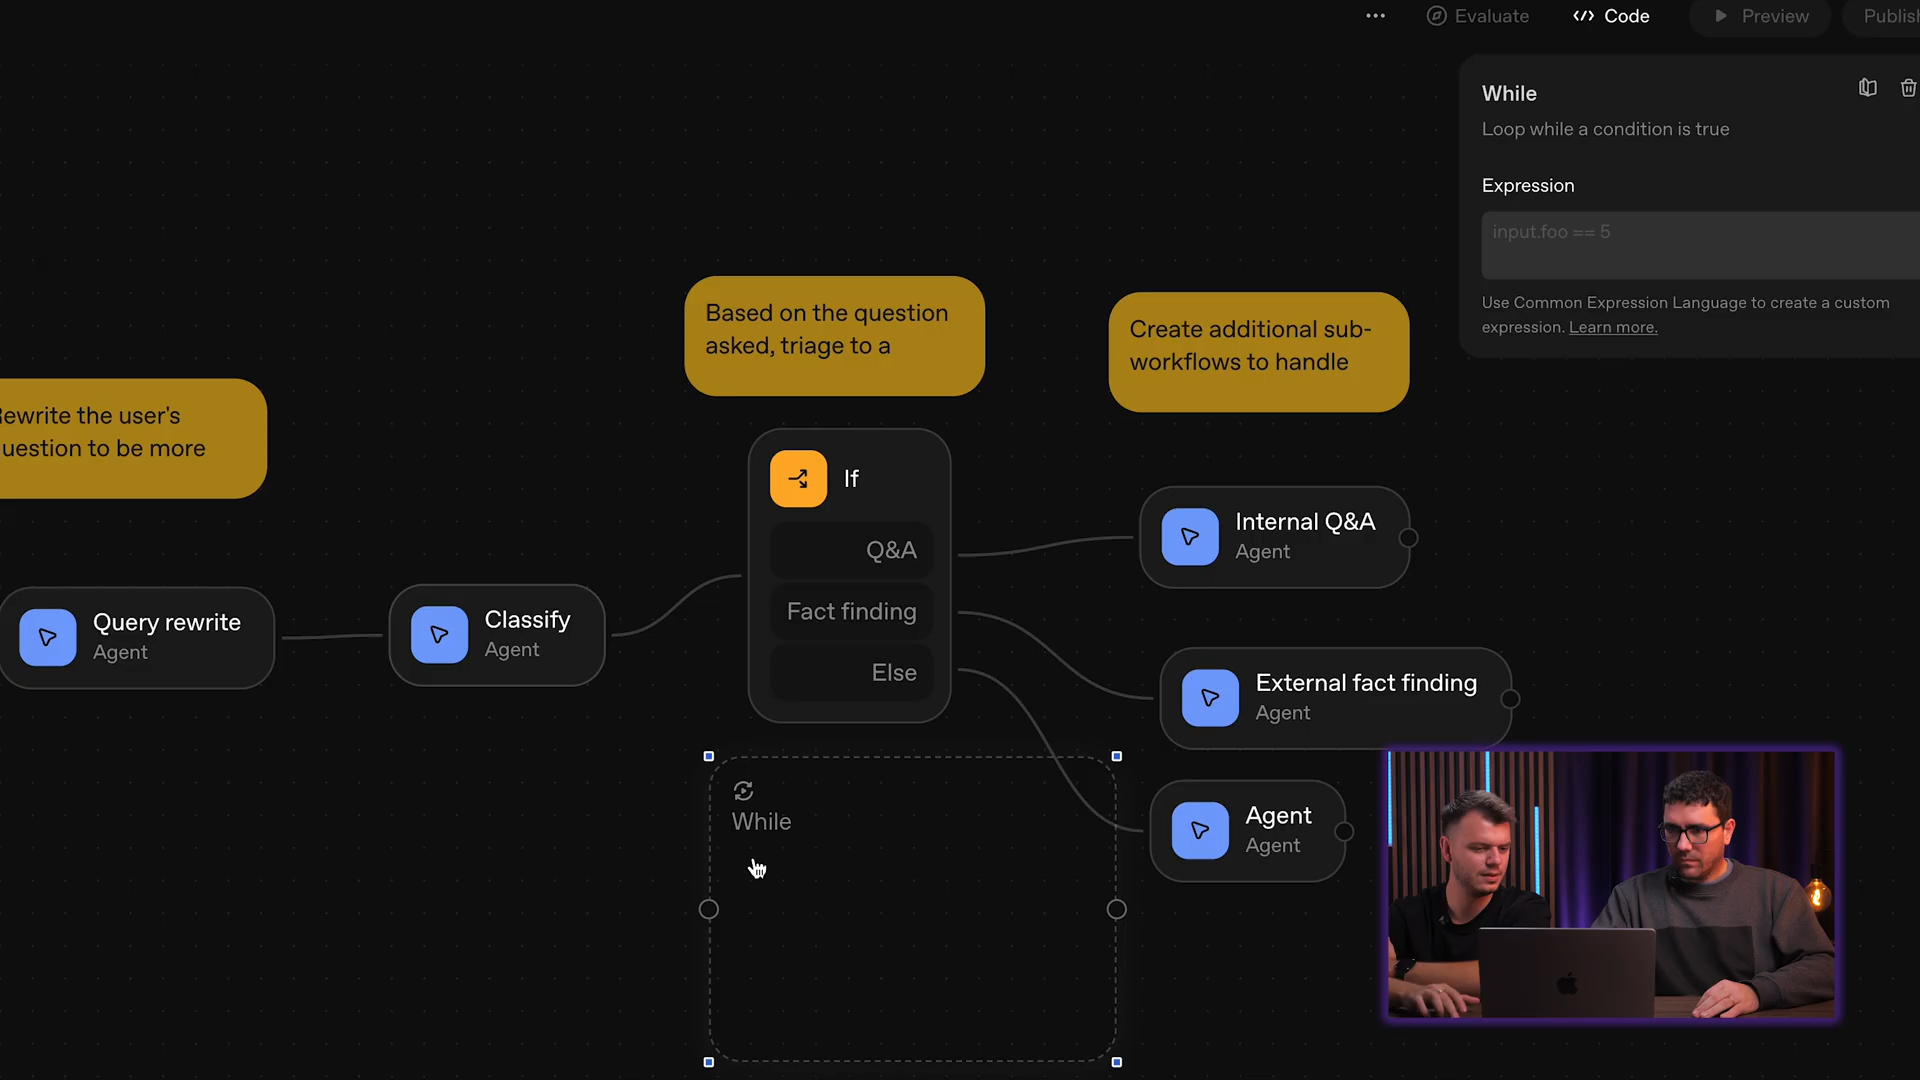 Evaluate
Code
Preview
Publish
While
Loop while a condition is true
Expression
input.foo == 5
Use Common Expression Language to create a custom
expression. Learn more.
Based on the question
asked, triage to a
Create additional sub-
workflows to handle
Rewrite the user's
question to be more
If
Q&A
Fact finding
Else
Internal Q&A
Agent
Query rewrite
Agent
Classify
Agent
External fact finding
Agent
Agent
Agent
While